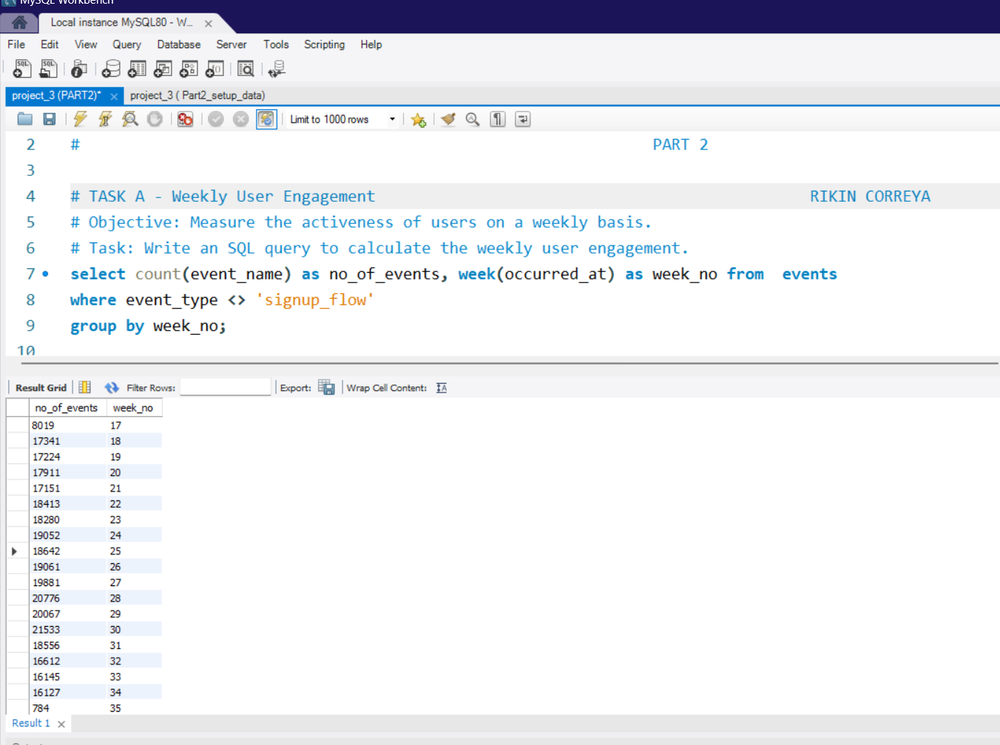 MySQL Workbench
Local instance MySQL80 - W...
File Edit View Query Database Server Tools Scripting Help
project_3 (PART2)* project_3 ( Part2_setup_data)
Limit to 1000 rows
2 # PART 2
3
4 # TASK A - Weekly User Engagement RIKIN CORREYA
5 # Objective: Measure the activeness of users on a weekly basis.
6 # Task: Write an SQL query to calculate the weekly user engagement.
7 select count(event_name) as no_of_events, week(occurred_at) as week_no from events
8 where event_type <> 'signup_flow'
9 group by week_no;
10
Result Grid Filter Rows: Export: Wrap Cell Content:
no_of_events week_no
8019 17
17341 18
17224 19
17911 20
17151 21
18413 22
18280 23
19052 24
18642 25
19061 26
19881 27
20776 28
20067 29
21533 30
18556 31
16612 32
16145 33
16127 34
784 35
Result 1